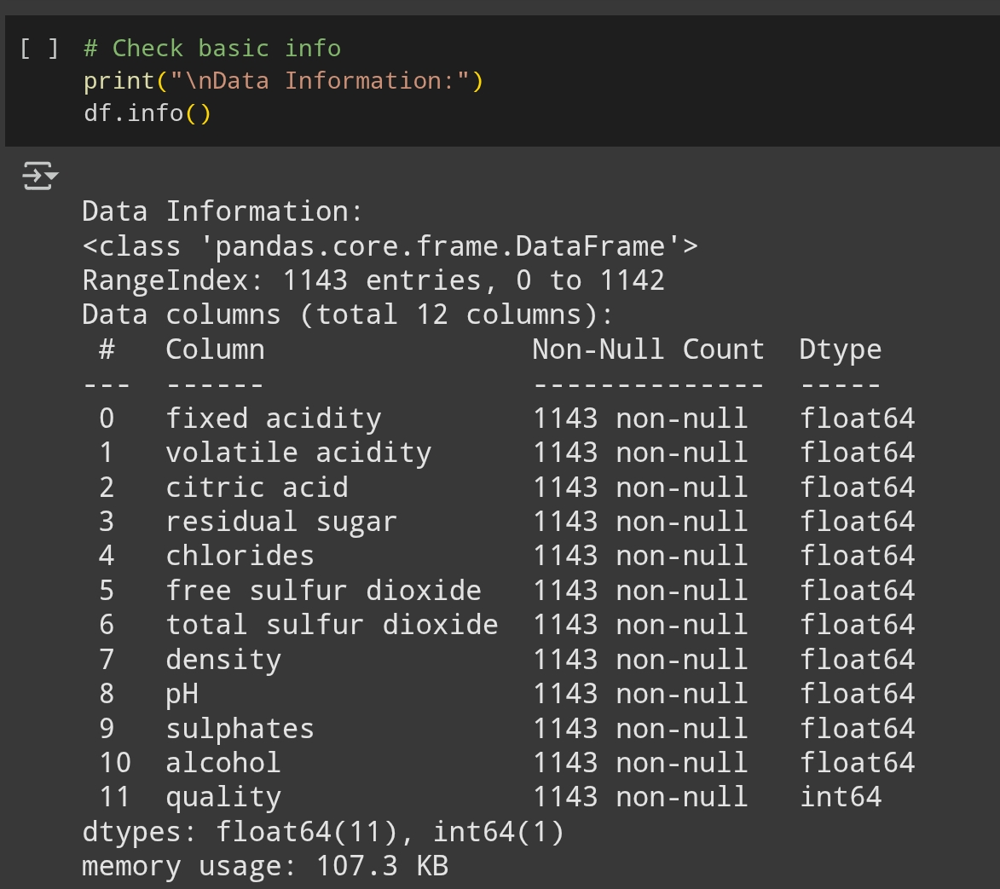 [ ] # Check basic info
print("\nData Information:")
df.info()
Data Information:
<class 'pandas.core.frame.DataFrame'>
RangeIndex: 1143 entries, 0 to 1142
Data columns (total 12 columns):
 #   Column                Non-Null Count  Dtype
---  ------                --------------  -----
 0   fixed acidity         1143 non-null   float64
 1   volatile acidity      1143 non-null   float64
 2   citric acid           1143 non-null   float64
 3   residual sugar        1143 non-null   float64
 4   chlorides             1143 non-null   float64
 5   free sulfur dioxide   1143 non-null   float64
 6   total sulfur dioxide  1143 non-null   float64
 7   density               1143 non-null   float64
 8   pH                    1143 non-null   float64
 9   sulphates             1143 non-null   float64
 10  alcohol               1143 non-null   float64
 11  quality               1143 non-null   int64
dtypes: float64(11), int64(1)
memory usage: 107.3 KB